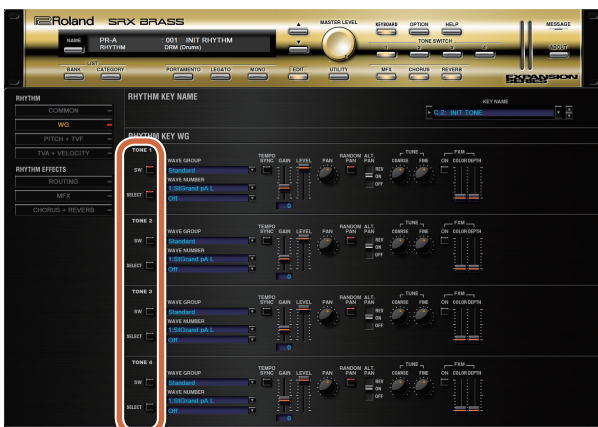 Roland SRX BRASS
MASTER LEVEL
KEYBOARD OPTION HELP
MESSAGE
NAME
PR-A : 001 INIT RHYTHM
RHYTHM DRM (Drums)
TONE SWITCH
1 2 3 4
ABOUT
LIST
BANK CATEGORY PORTAMENTO LEGATO MONO EDIT UTILITY MFX CHORUS REVERB
EXPANSION
SERIES
RHYTHM
COMMON
WG
PITCH + TVF
TVA + VELOCITY
RHYTHM EFFECTS
ROUTING
MFX
CHORUS + REVERB
RHYTHM KEY NAME
KEY NAME
C 2: INIT TONE
RHYTHM KEY WG
TONE 1
SW
SELECT
WAVE GROUP
Standard
WAVE NUMBER
1:StGrand pA L
Off
TEMPO SYNC GAIN LEVEL PAN RANDOM PAN ALT. PAN
REV
ON
OFF
0
TUNE
COARSE FINE
FXM
ON COLOR DEPTH
TONE 2
SW
SELECT
WAVE GROUP
Standard
WAVE NUMBER
1:StGrand pA L
Off
TEMPO SYNC GAIN LEVEL PAN RANDOM PAN ALT. PAN
REV
ON
OFF
0
TUNE
COARSE FINE
FXM
ON COLOR DEPTH
TONE 3
SW
SELECT
WAVE GROUP
Standard
WAVE NUMBER
1:StGrand pA L
Off
TEMPO SYNC GAIN LEVEL PAN RANDOM PAN ALT. PAN
REV
ON
OFF
0
TUNE
COARSE FINE
FXM
ON COLOR DEPTH
TONE 4
SW
SELECT
WAVE GROUP
Standard
WAVE NUMBER
1:StGrand pA L
Off
TEMPO SYNC GAIN LEVEL PAN RANDOM PAN ALT. PAN
REV
ON
OFF
0
TUNE
COARSE FINE
FXM
ON COLOR DEPTH